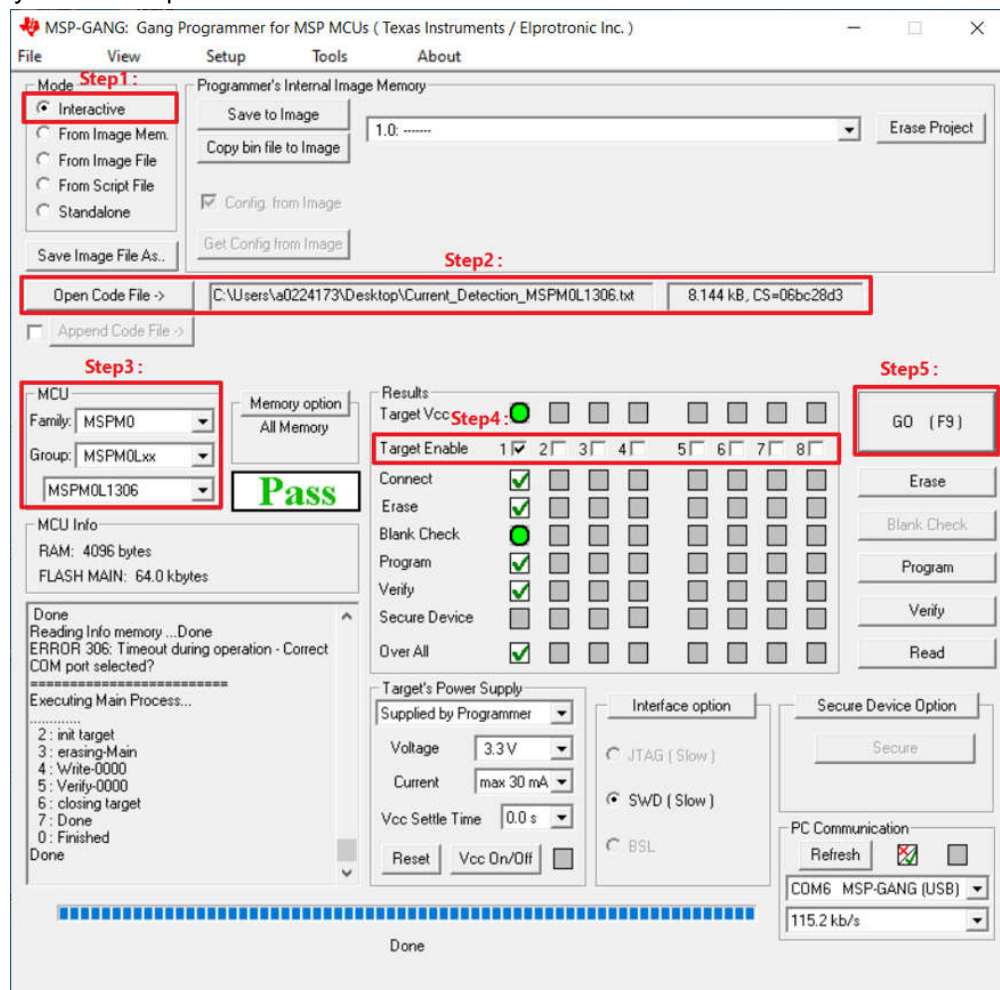 MSP-GANG: Gang Programmer for MSP MCUs ( Texas Instruments / Elprotronic Inc. )
File View Setup Tools About
Mode Step1 :
Interactive
From Image Mem.
From Image File
From Script File
Standalone
Save Image File As..
Programmer's Internal Image Memory
Save to Image
Copy bin file to Image
1.0: -------
Erase Project
Config. from Image
Get Config from Image
Step2 :
Open Code File -> C:\Users\a0224173\Desktop\Current_Detection_MSPM0L1306.txt 8.144 kB, CS=06bc28d3
Append Code File ->
Step3 :
MCU
Family: MSPM0
Group: MSPM0Lxx
MSPM0L1306
Memory option
All Memory
Pass
MCU Info
RAM: 4096 bytes
FLASH MAIN: 64.0 kbytes
Done
Reading Info memory ...Done
ERROR 306: Timeout during operation - Correct
COM port selected?
==========================
Executing Main Process...
.............
2 : init target
3 : erasing-Main
4 : Write-0000
5 : Verify-0000
6 : closing target
7 : Done
0 : Finished
Done
Results
Target Vcc Step4 :
Target Enable 1 2 3 4 5 6 7 8
Connect
Erase
Blank Check
Program
Verify
Secure Device
Over All
Step5 :
GO (F9)
Erase
Blank Check
Program
Verify
Read
Target's Power Supply
Supplied by Programmer
Voltage 3.3 V
Current max 30 mA
Vcc Settle Time 0.0 s
Reset Vcc On/Off
Interface option
JTAG ( Slow )
SWD ( Slow )
BSL
Secure Device Option
Secure
PC Communication
Refresh
COM6 MSP-GANG (USB)
115.2 kb/s
Done